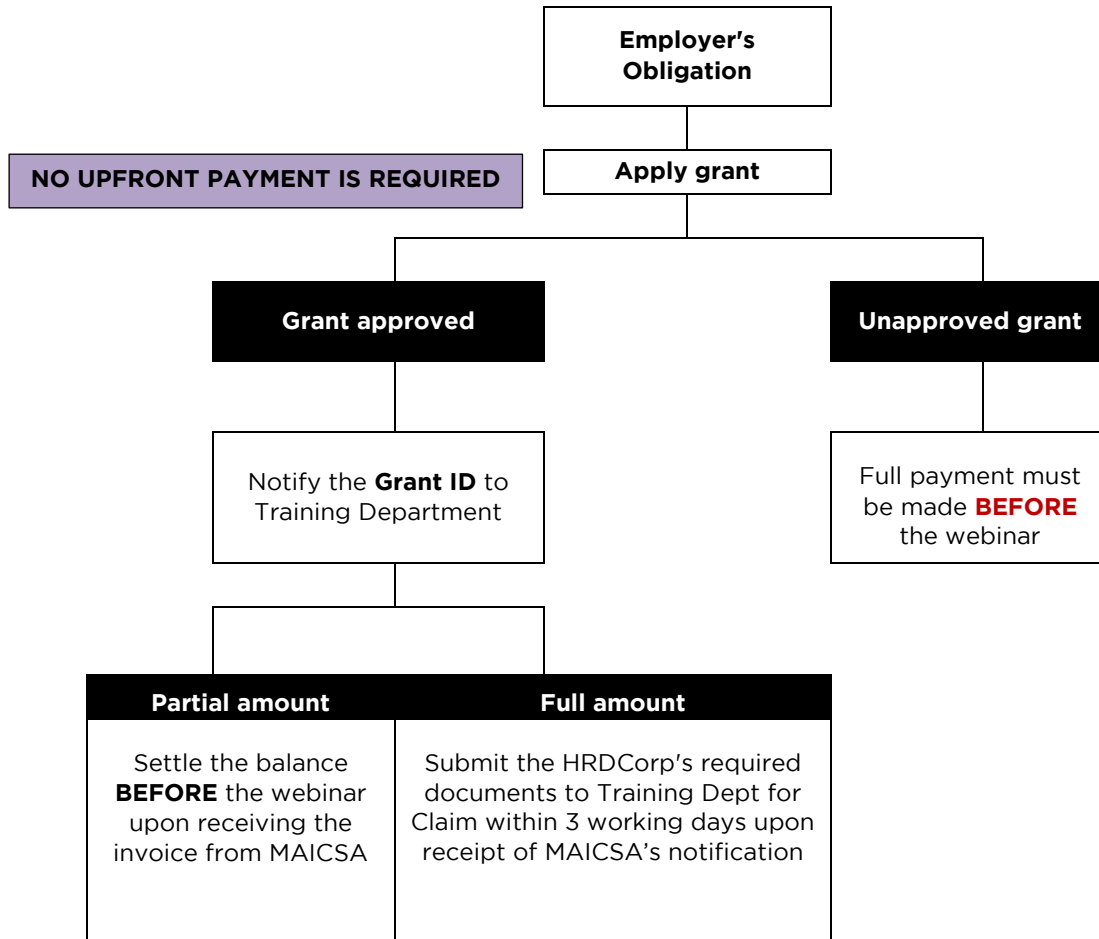 Employer's
Obligation
NO UPFRONT PAYMENT IS REQUIRED
Apply grant
Grant approved
Unapproved grant
Notify the Grant ID to
Training Department
Full payment must
be made BEFORE
the webinar
Partial amount
Full amount
Settle the balance
BEFORE the webinar
upon receiving the
invoice from MAICSA
Submit the HRDCorp's required
documents to Training Dept for
Claim within 3 working days upon
receipt of MAICSA’s notification